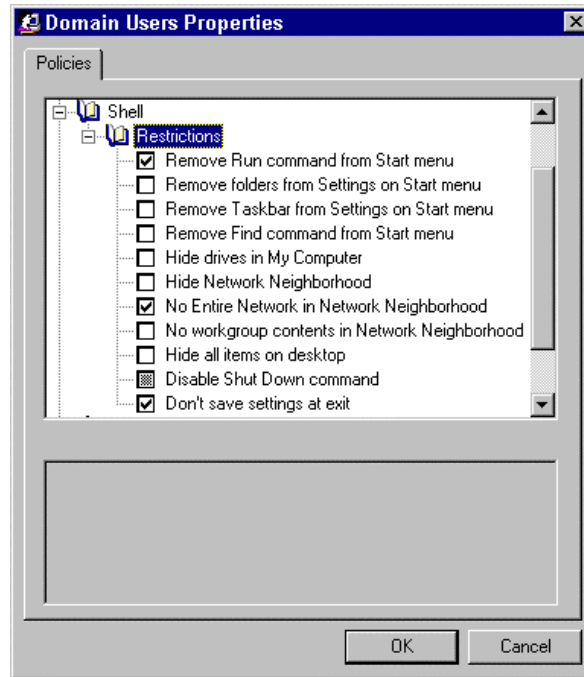 Domain Users Properties
Policies
Shell
Restrictions
Remove Run command from Start menu
Remove folders from Settings on Start menu
Remove Taskbar from Settings on Start menu
Remove Find command from Start menu
Hide drives in My Computer
Hide Network Neighborhood
No Entire Network in Network Neighborhood
No workgroup contents in Network Neighborhood
Hide all items on desktop
Disable Shut Down command
Don't save settings at exit
OK Cancel